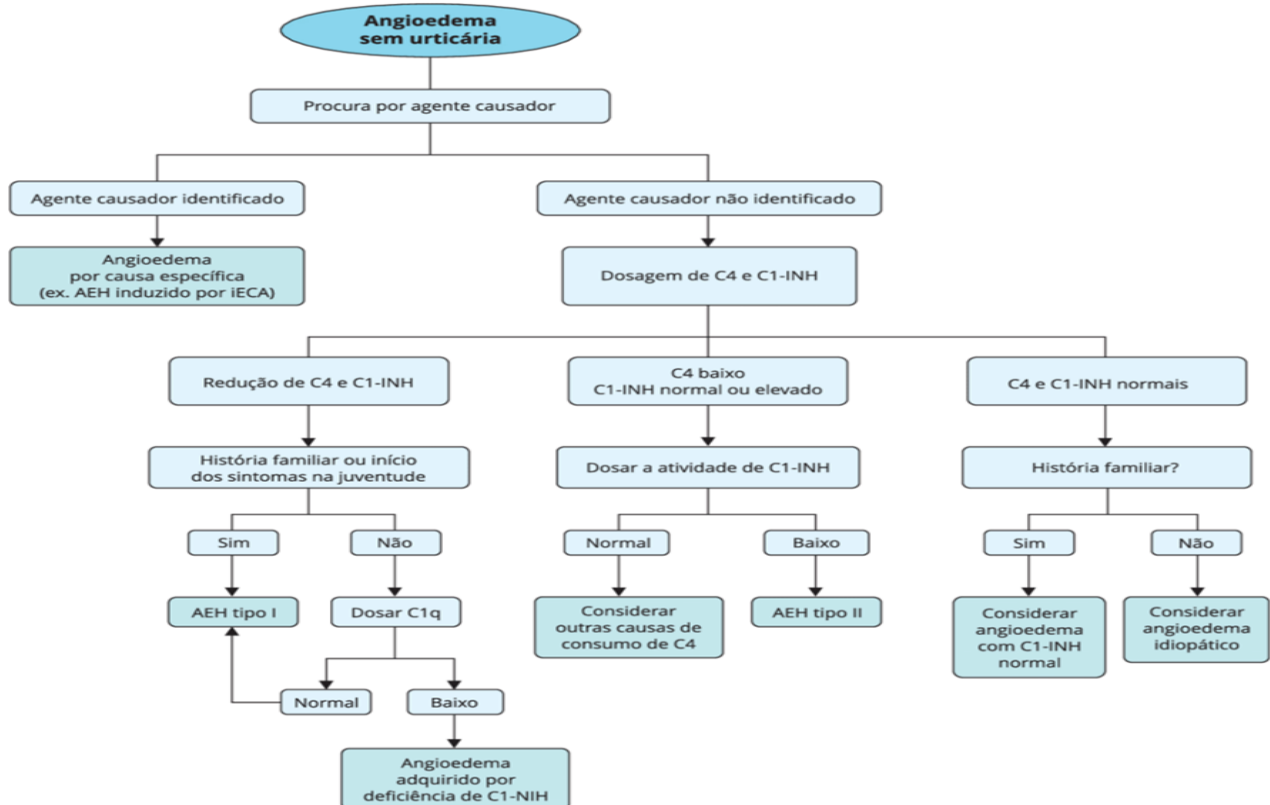 Angioedema
sem urticária
Procura por agente causador
Agente causador identificado
Agente causador não identificado
Angioedema
por causa específica
(ex. AEH induzido por iECA)
Dosagem de C4 e C1-INH
Redução de C4 e C1-INH
C4 baixo
C1-INH normal ou elevado
C4 e C1-INH normais
História familiar ou início
dos sintomas na juventude
Dosar a atividade de C1-INH
História familiar?
Sim
Não
Normal
Baixo
Sim
Não
AEH tipo I
Dosar C1q
Considerar
outras causas de
consumo de C4
AEH tipo II
Considerar
angioedema
com C1-INH
normal
Considerar
angioedema
idiopático
Normal
Baixo
Angioedema
adquirido por
deficiência de C1-NIH